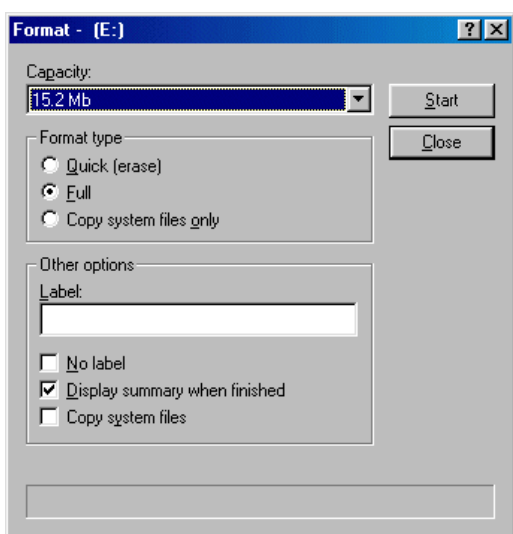 Format - (E:)
Capacity:
15.2 Mb
Start
Close
Format type
Quick (erase)
Full
Copy system files only
Other options
Label:
No label
Display summary when finished
Copy system files